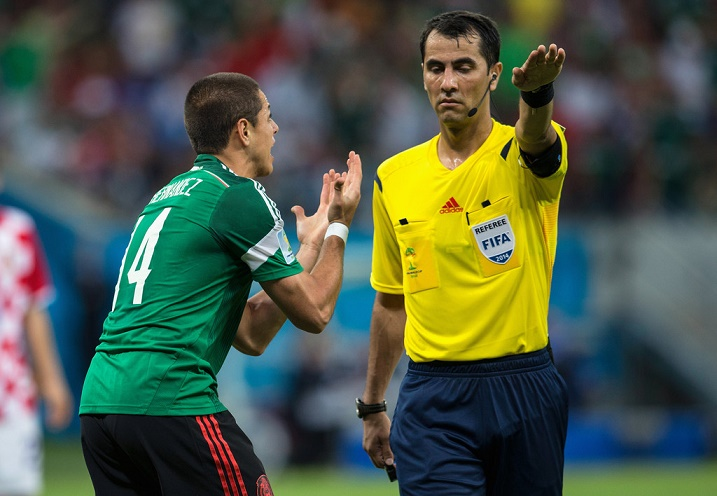 HERNANDEZ
14
REFEREE
FIFA
2014
adidas